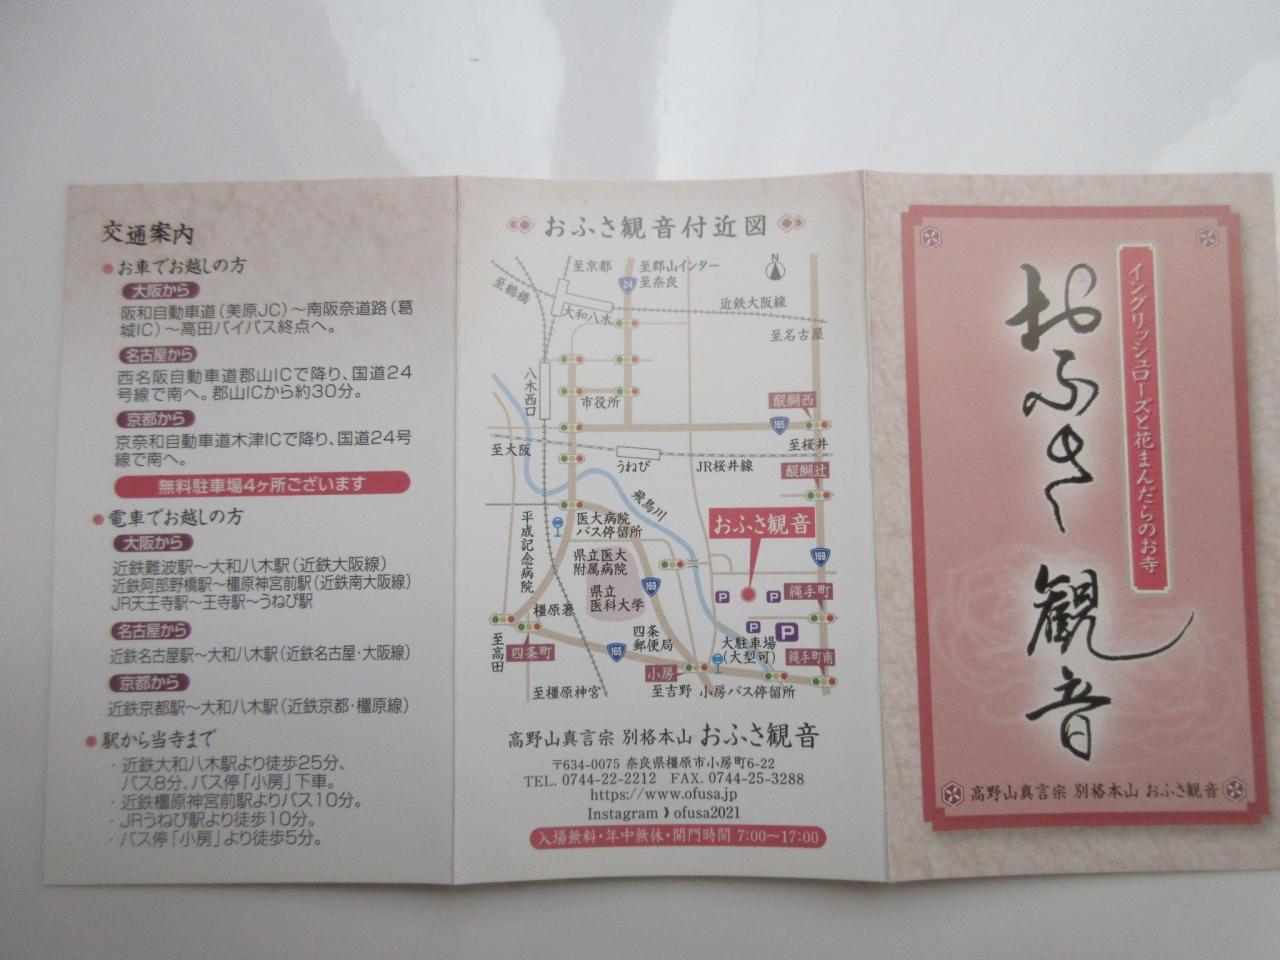 交通案内
お車でお越しの方
大阪から
阪和自動車道(美原JC)〜南阪奈道路(葛
城IC)〜高田バイパス終点へ。
名古屋から
西名阪自動車道郡山ICで降り、国道24
号線で南へ。郡山ICから約30分。
京都から
京奈和自動車道木津ICで降り、国道24号
線で南へ。
無料駐車場4ヶ所ございます
電車でお越しの方
大阪から
近鉄難波駅〜大和八木駅(近鉄大阪線)
近鉄阿部野橋駅〜橿原神宮前駅(近鉄南大阪線)
JR天王寺駅〜王寺駅〜うねび駅
名古屋から
近鉄名古屋駅〜大和八木駅(近鉄名古屋・大阪線)
京都から
近鉄京都駅〜大和八木駅(近鉄京都・橿原線)
駅から当寺まで
・近鉄大和八木駅より徒歩25分、
バス8分、バス停「小房」下車。
・近鉄橿原神宮前駅よりバス10分。
・JRうねび駅より徒歩10分。
・バス停「小房」より徒歩5分。
おふさ観音付近図
至京都
至郡山インター
至奈良
N
至鶴橋
24
近鉄大阪線
大和八木
至名古屋
八木西口
市役所
醍醐西
165
至桜井
至大阪
うねび
JR桜井線
醍醐辻
飛鳥川
平成記念病院
医大病院
バス停留所
おふさ観音
県立医大
附属病院
169
169
県立
医科大学
P
P
縄手町
橿原署
四条
郵便局
P
P
至高田
四条町
165
大駐車場
(大型可)
縄手町南
小房
至橿原神宮
至吉野
小房バス停留所
高野山真言宗 別格本山 おふさ観音
〒634-0075 奈良県橿原市小房町6-22
TEL. 0744-22-2212 FAX. 0744-25-3288
https://www.ofusa.jp
Instagram 》ofusa2021
入場無料・年中無休・開門時間 7:00〜17:00
イングリッシュローズと花まんだらのお寺
おふさ観音
高野山真言宗 別格本山 おふさ観音